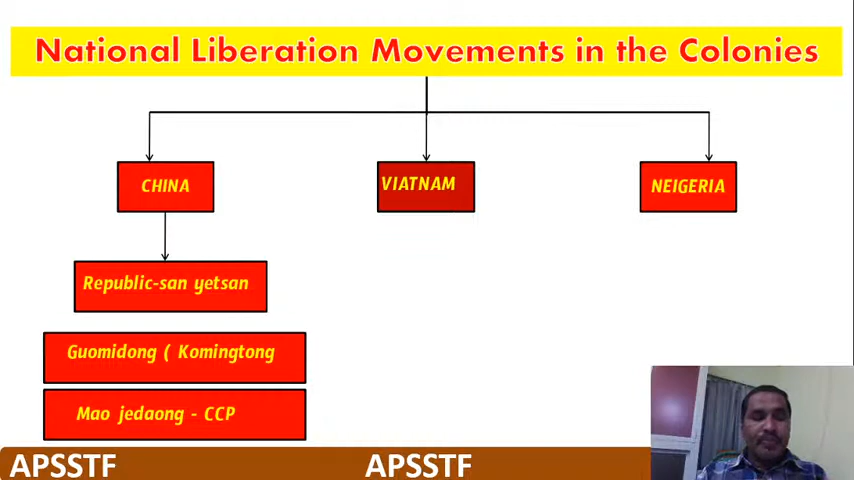 National Liberation Movements in the Colonies
CHINA
VIATNAM
NEIGERIA
Republic-san yetsan
Guomidong ( Komingtong
Mao jedaong - CCP
APSSTF
APSSTF